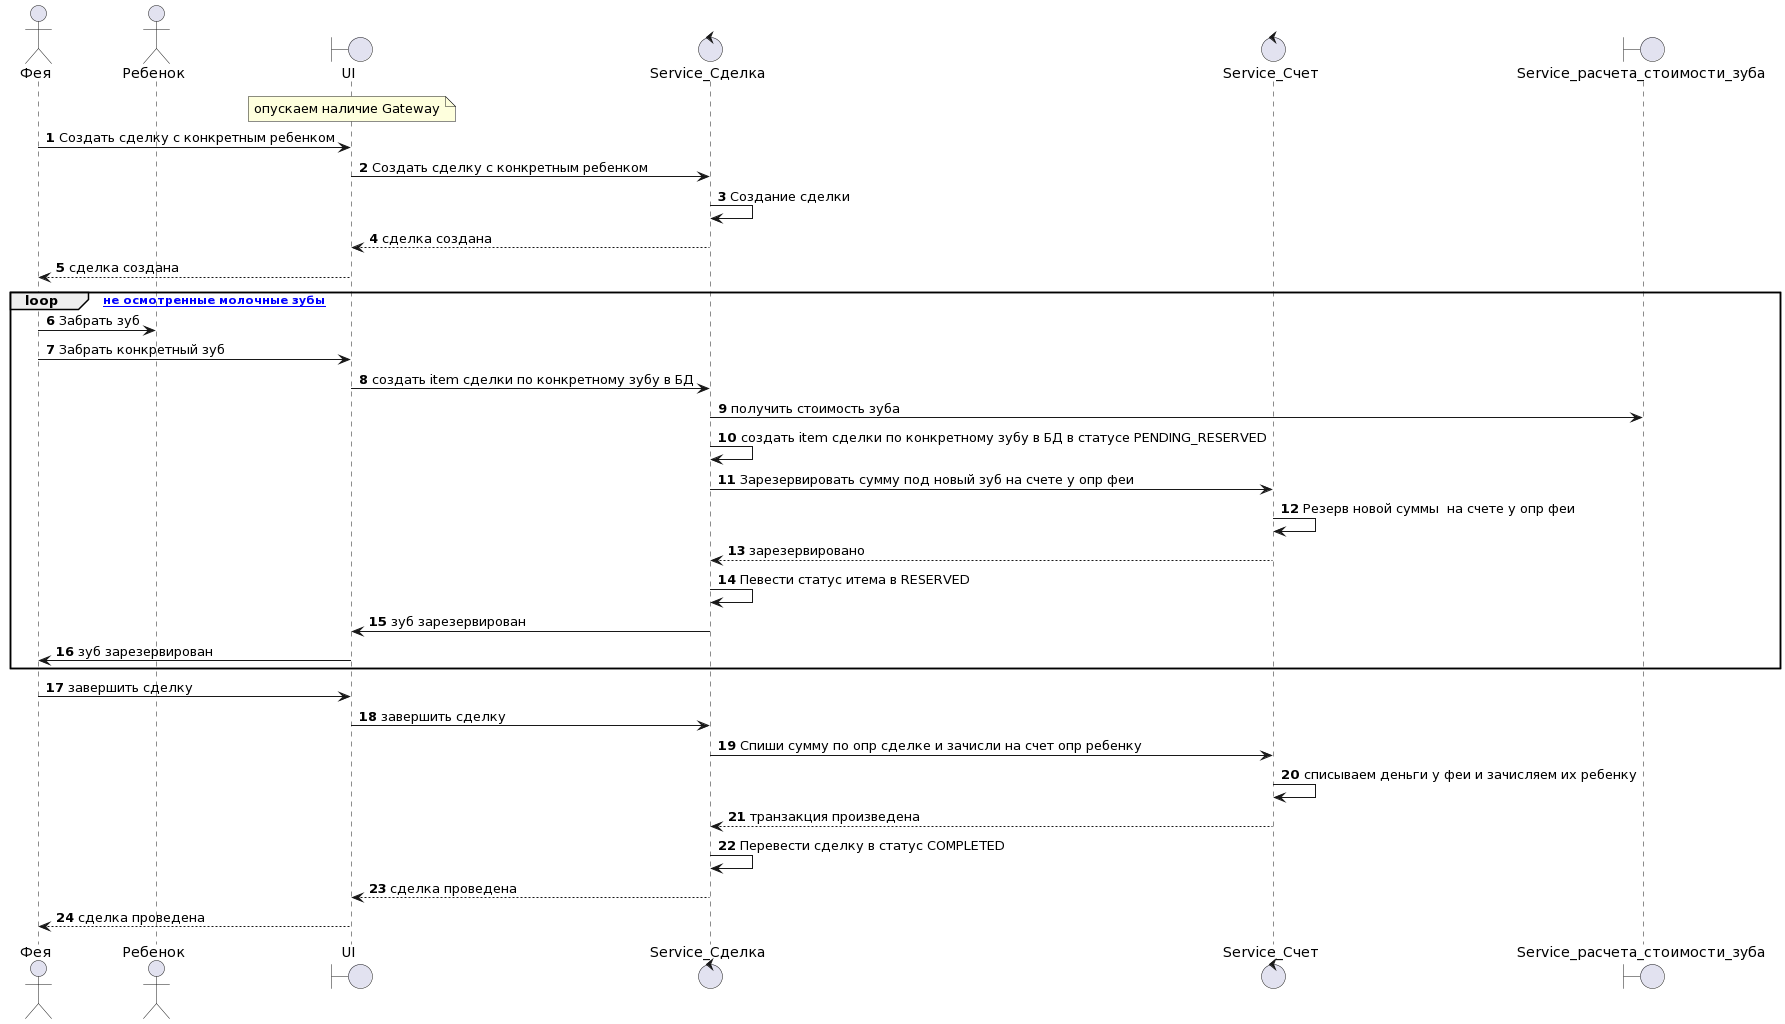 Фея Ребенок UI Service_Сделка Service_Счет Service_расчета_стоимости_зуба
опускаем наличие Gateway
1 Создать сделку с конкретным ребенком
2 Создать сделку с конкретным ребенком
3 Создание сделки
4 сделка создана
5 сделка создана
loop не осмотренные молочные зубы
6 Забрать зуб
7 Забрать конкретный зуб
8 создать item сделки по конкретному зубу в БД
9 получить стоимость зуба
10 создать item сделки по конкретному зубу в БД в статусе PENDING_RESERVED
11 Зарезервировать сумму под новый зуб на счете у опр феи
12 Резерв новой суммы  на счете у опр феи
13 зарезервировано
14 Певести статус итема в RESERVED
15 зуб зарезервирован
16 зуб зарезервирован
17 завершить сделку
18 завершить сделку
19 Спиши сумму по опр сделке и зачисли на счет опр ребенку
20 списываем деньги у феи и зачисляем их ребенку
21 транзакция произведена
22 Перевести сделку в статус COMPLETED
23 сделка проведена
24 сделка проведена
Фея Ребенок UI Service_Сделка Service_Счет Service_расчета_стоимости_зуба